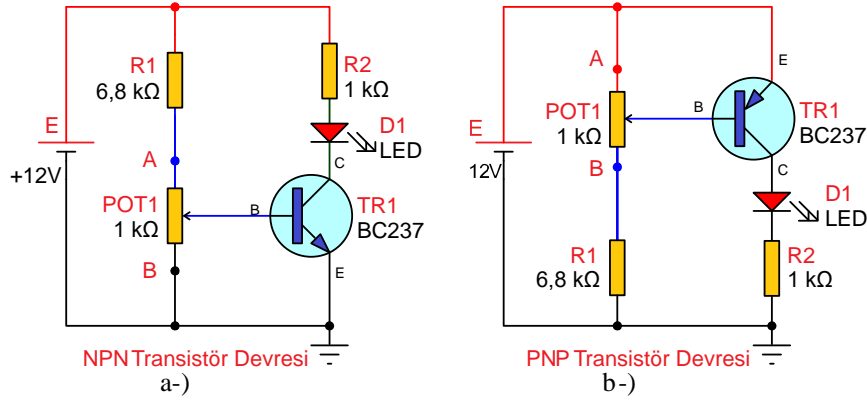 R1
6,8 kΩ
R2
1 kΩ
E
+12V
D1
LED
A
C
POT1
1 kΩ
B
TR1
BC237
B
E
NPN Transistör Devresi
a-)
A
E
POT1
1 kΩ
B
TR1
BC237
E
12V
B
C
D1
LED
R1
6,8 kΩ
R2
1 kΩ
PNP Transistör Devresi
b-)